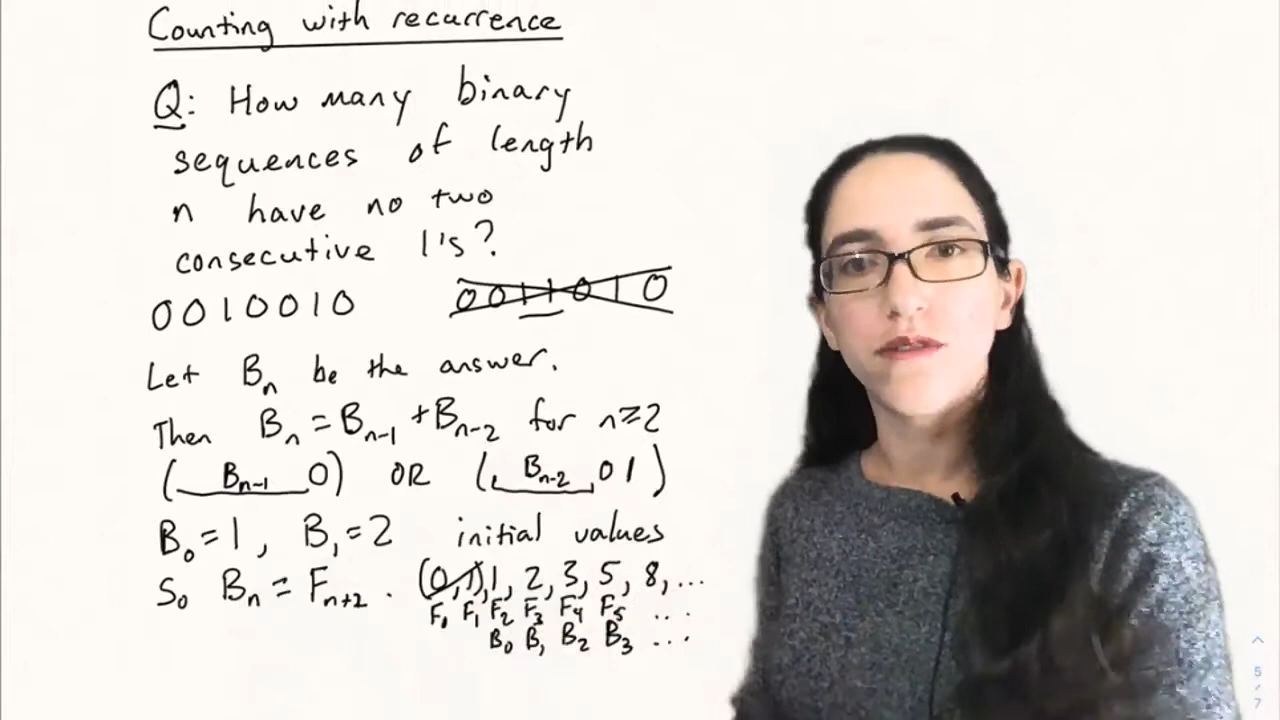 Counting with recurrence
Q: How many binary
sequences of length
n have no two
consecutive 1's?
0010010 0011010
Let Bn be the answer.
Then Bn = Bn-1 + Bn-2 for n≥2
( Bn-1 0) OR ( Bn-2 01 )
B0=1, B1=2 initial values
So Bn = Fn+2. (0,1),1, 2, 3, 5, 8, ...
F0 F1 F2 F3 F4 F5 ...
B0 B1 B2 B3 ...
5
/
7